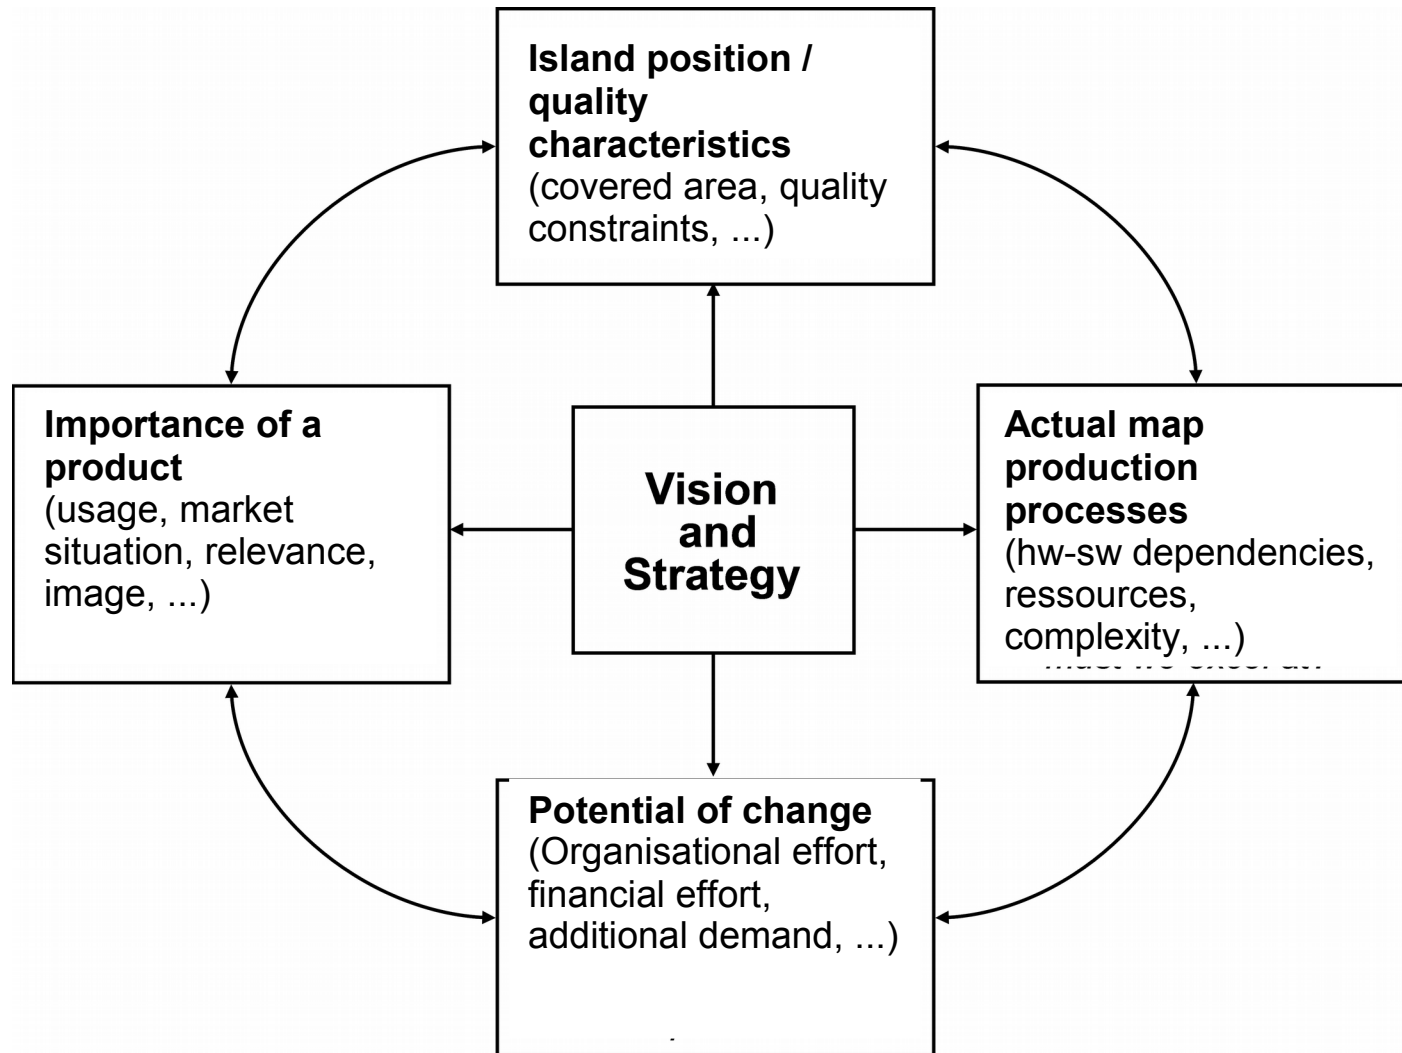 Island position /
quality
characteristics
(covered area, quality
constraints, ...)
Importance of a
product
(usage, market
situation, relevance,
image, ...)
Vision
and
Strategy
Actual map
production
processes
(hw-sw dependencies,
ressources,
complexity, ...)
Potential of change
(Organisational effort,
financial effort,
additional demand, ...)